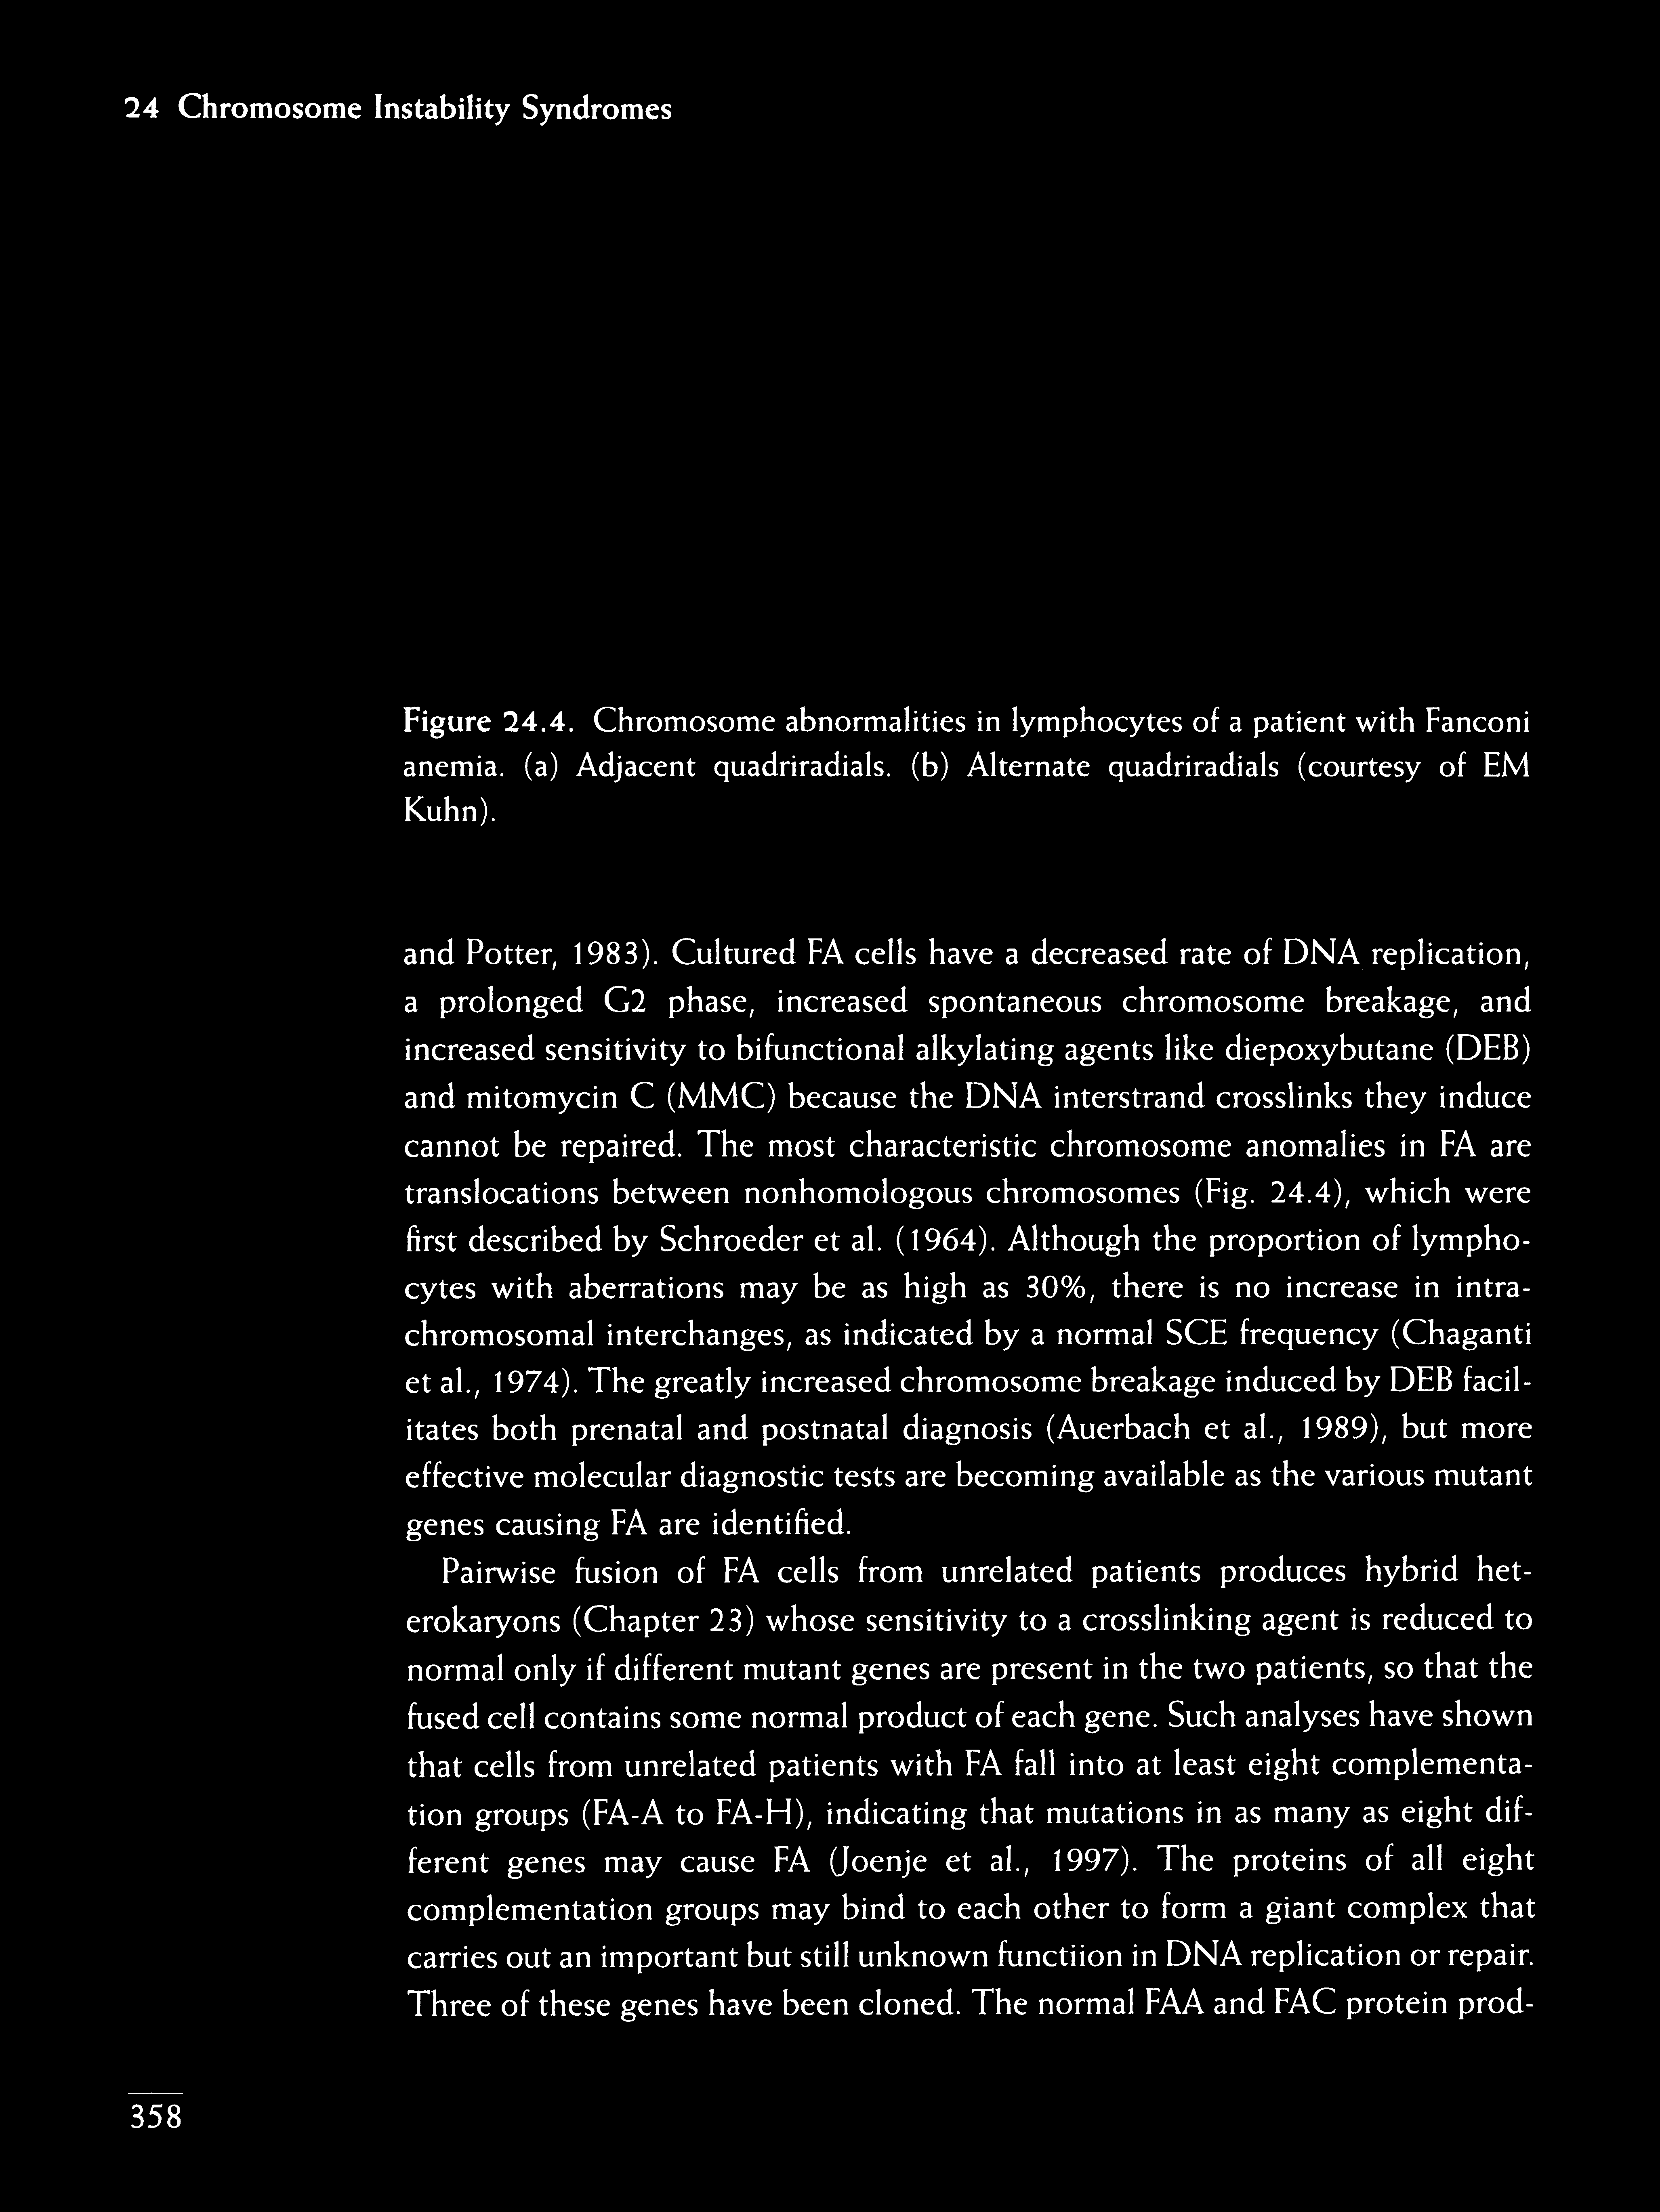 24 Chromosome Instability Syndromes
Figure 24.4. Chromosome abnormalities in lymphocytes of a patient with Fanconi
anemia. (a) Adjacent quadriradials. (b) Alternate quadriradials (courtesy of EM
Kuhn).
and Potter, 1983). Cultured FA cells have a decreased rate of DNA replication,
a prolonged G2 phase, increased spontaneous chromosome breakage, and
increased sensitivity to bifunctional alkylating agents like diepoxybutane (DEB)
and mitomycin C (MMC) because the DNA interstrand crosslinks they induce
cannot be repaired. The most characteristic chromosome anomalies in FA are
translocations between nonhomologous chromosomes (Fig. 24.4), which were
first described by Schroeder et al. (1964). Although the proportion of lympho-
cytes with aberrations may be as high as 30%, there is no increase in intra-
chromosomal interchanges, as indicated by a normal SCE frequency (Chaganti
et al., 1974). The greatly increased chromosome breakage induced by DEB facil-
itates both prenatal and postnatal diagnosis (Auerbach et al., 1989), but more
effective molecular diagnostic tests are becoming available as the various mutant
genes causing FA are identified.
Pairwise fusion of FA cells from unrelated patients produces hybrid het-
erokaryons (Chapter 23) whose sensitivity to a crosslinking agent is reduced to
normal only if different mutant genes are present in the two patients, so that the
fused cell contains some normal product of each gene. Such analyses have shown
that cells from unrelated patients with FA fall into at least eight complementa-
tion groups (FA-A to FA-H), indicating that mutations in as many as eight dif-
ferent genes may cause FA (Joenje et al., 1997). The proteins of all eight
complementation groups may bind to each other to form a giant complex that
carries out an important but still unknown functiion in DNA replication or repair.
Three of these genes have been cloned. The normal FAA and FAC protein prod-
358